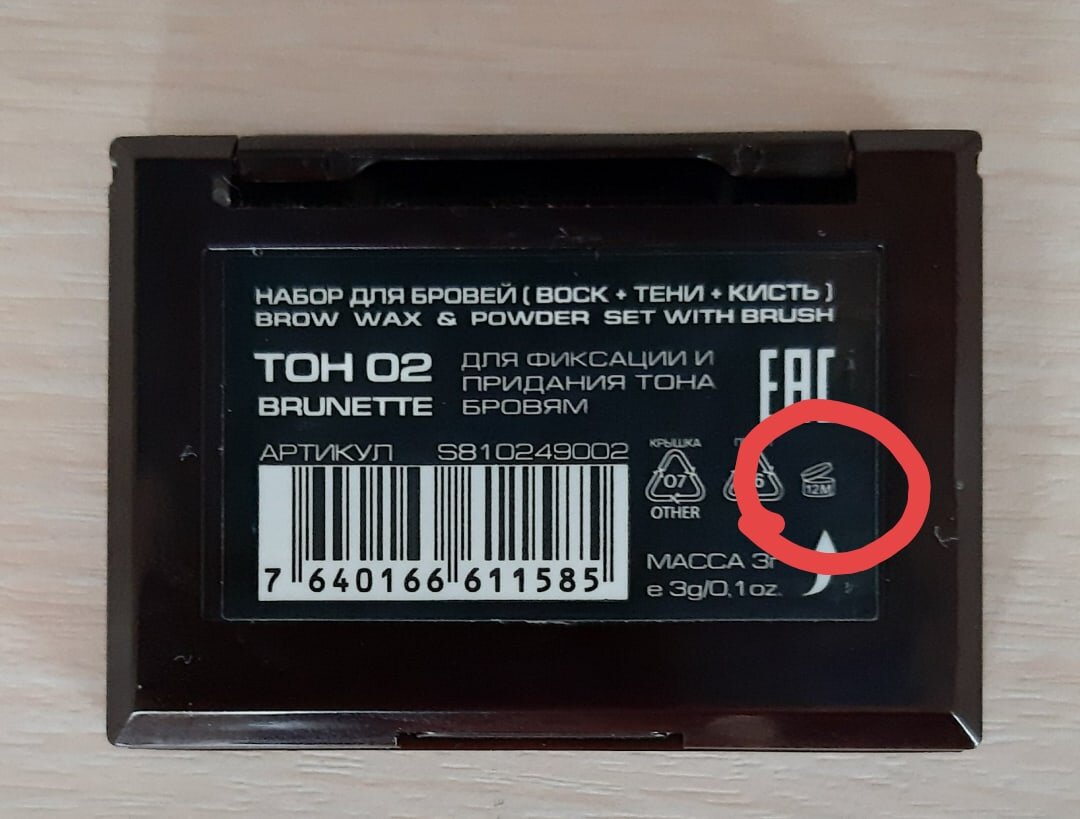 НАБОР ДЛЯ БРОВЕЙ ( ВОСК + ТЕНИ + КИСТЬ )
BROW WAX & POWDER SET WITH BRUSH
ТОН 02
BRUNETTE
ДЛЯ ФИКСАЦИИ И
ПРИДАНИЯ ТОНА
БРОВЯМ
EAC
АРТИКУЛ S810249002
КРЫШКА
07
OTHER
12M
7 640166 611585
МАССА 3г
e 3g/0,1oz.